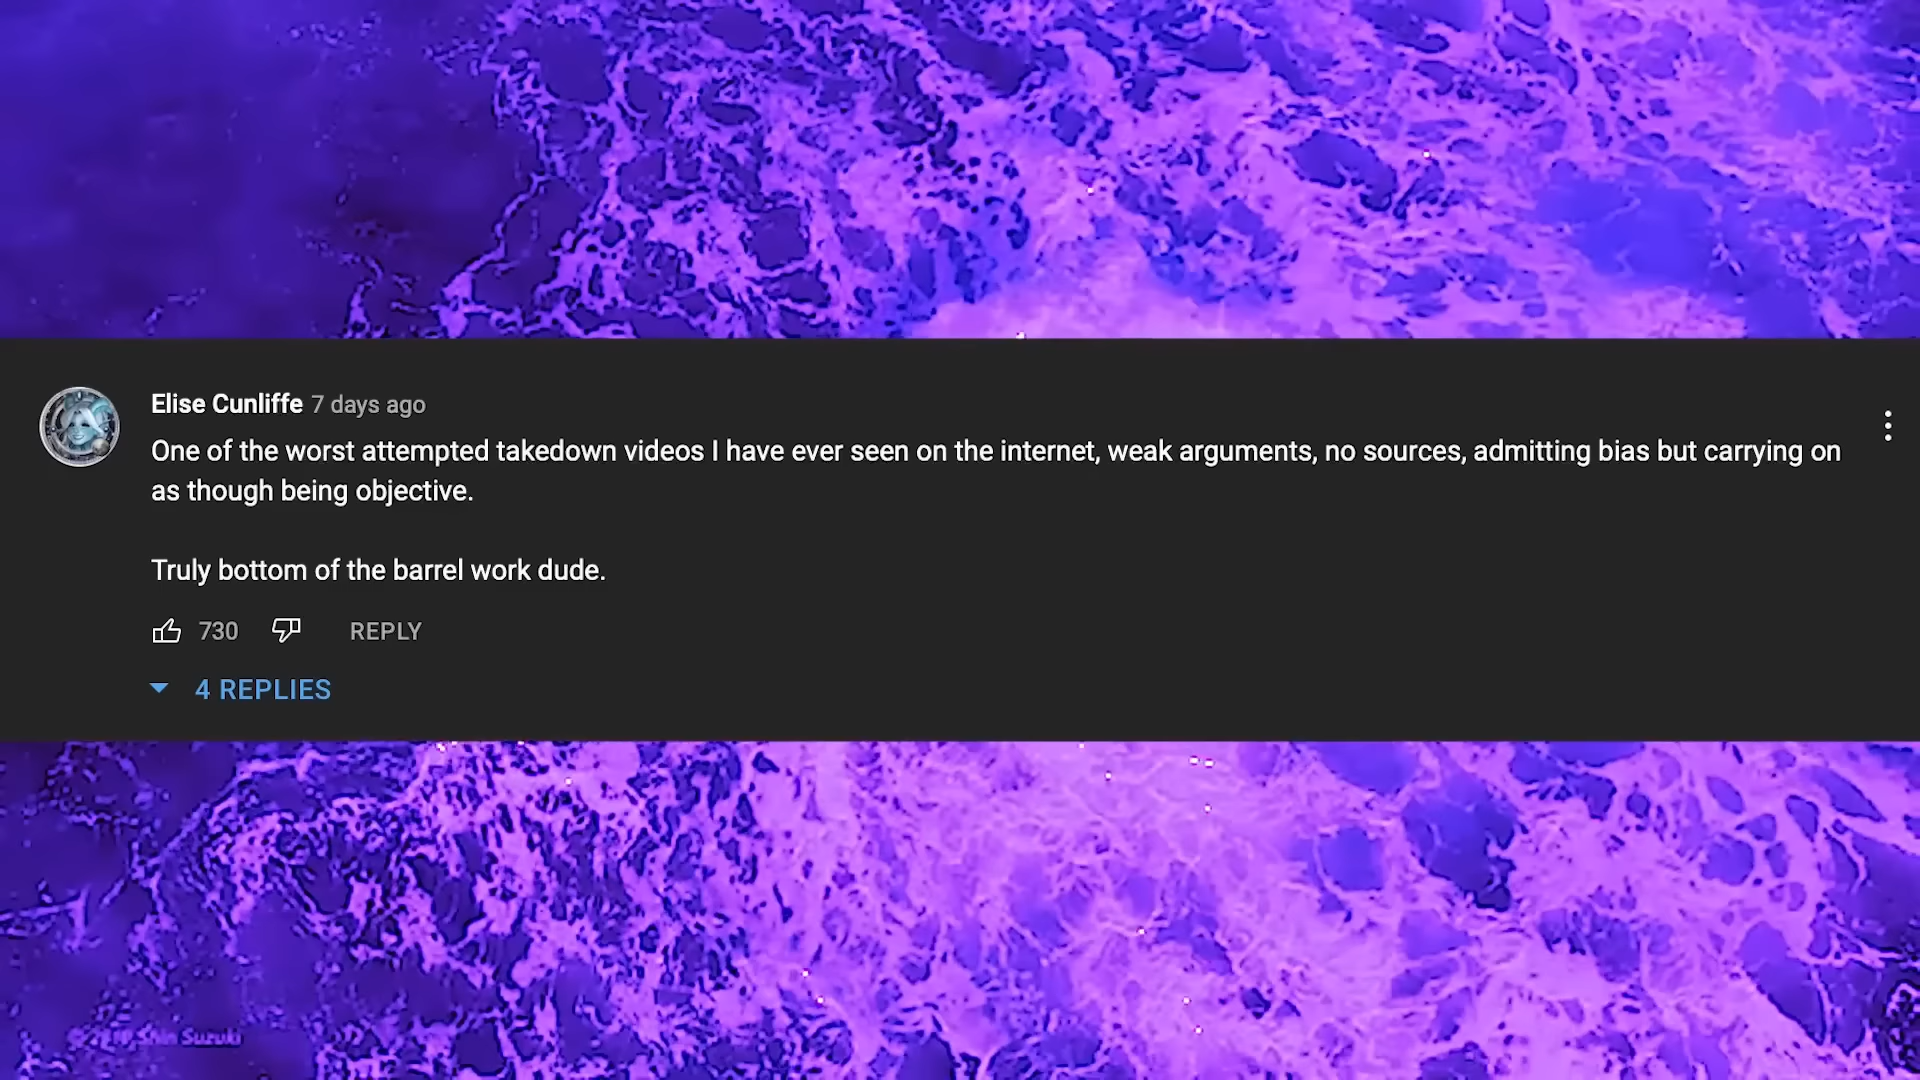 Elise Cunliffe 7 days ago
One of the worst attempted takedown videos I have ever seen on the internet, weak arguments, no sources, admitting bias but carrying on
as though being objective.
Truly bottom of the barrel work dude.
730 REPLY
4 REPLIES
Shin Suzuki